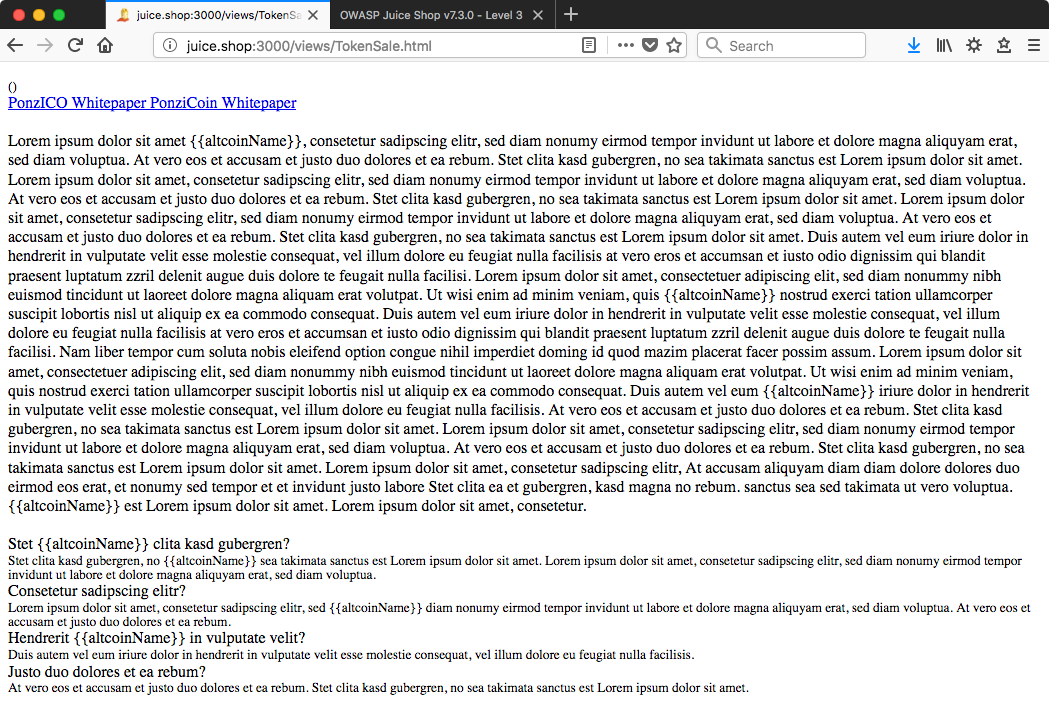 juice.shop:3000/views/TokenSa
OWASP Juice Shop v7.3.0 - Level 3
juice.shop:3000/views/TokenSale.html
Search
()
PonzICO Whitepaper PonziCoin Whitepaper
Lorem ipsum dolor sit amet {{altcoinName}}, consetetur sadipscing elitr, sed diam nonumy eirmod tempor invidunt ut labore et dolore magna aliquyam erat,
sed diam voluptua. At vero eos et accusam et justo duo dolores et ea rebum. Stet clita kasd gubergren, no sea takimata sanctus est Lorem ipsum dolor sit amet.
Lorem ipsum dolor sit amet, consetetur sadipscing elitr, sed diam nonumy eirmod tempor invidunt ut labore et dolore magna aliquyam erat, sed diam voluptua.
At vero eos et accusam et justo duo dolores et ea rebum. Stet clita kasd gubergren, no sea takimata sanctus est Lorem ipsum dolor sit amet. Lorem ipsum dolor
sit amet, consetetur sadipscing elitr, sed diam nonumy eirmod tempor invidunt ut labore et dolore magna aliquyam erat, sed diam voluptua. At vero eos et
accusam et justo duo dolores et ea rebum. Stet clita kasd gubergren, no sea takimata sanctus est Lorem ipsum dolor sit amet. Duis autem vel eum iriure dolor in
hendrerit in vulputate velit esse molestie consequat, vel illum dolore eu feugiat nulla facilisis at vero eros et accumsan et iusto odio dignissim qui blandit
praesent luptatum zzril delenit augue duis dolore te feugait nulla facilisi. Lorem ipsum dolor sit amet, consectetuer adipiscing elit, sed diam nonummy nibh
euismod tincidunt ut laoreet dolore magna aliquam erat volutpat. Ut wisi enim ad minim veniam, quis {{altcoinName}} nostrud exerci tation ullamcorper
suscipit lobortis nisl ut aliquip ex ea commodo consequat. Duis autem vel eum iriure dolor in hendrerit in vulputate velit esse molestie consequat, vel illum
dolore eu feugiat nulla facilisis at vero eros et accumsan et iusto odio dignissim qui blandit praesent luptatum zzril delenit augue duis dolore te feugait nulla
facilisi. Nam liber tempor cum soluta nobis eleifend option congue nihil imperdiet doming id quod mazim placerat facer possim assum. Lorem ipsum dolor sit
amet, consectetuer adipiscing elit, sed diam nonummy nibh euismod tincidunt ut laoreet dolore magna aliquam erat volutpat. Ut wisi enim ad minim veniam,
quis nostrud exerci tation ullamcorper suscipit lobortis nisl ut aliquip ex ea commodo consequat. Duis autem vel eum {{altcoinName}} iriure dolor in hendrerit
in vulputate velit esse molestie consequat, vel illum dolore eu feugiat nulla facilisis. At vero eos et accusam et justo duo dolores et ea rebum. Stet clita kasd
gubergren, no sea takimata sanctus est Lorem ipsum dolor sit amet. Lorem ipsum dolor sit amet, consetetur sadipscing elitr, sed diam nonumy eirmod tempor
invidunt ut labore et dolore magna aliquyam erat, sed diam voluptua. At vero eos et accusam et justo duo dolores et ea rebum. Stet clita kasd gubergren, no sea
takimata sanctus est Lorem ipsum dolor sit amet. Lorem ipsum dolor sit amet, consetetur sadipscing elitr, At accusam aliquyam diam diam dolore dolores duo
eirmod eos erat, et nonumy sed tempor et et invidunt justo labore Stet clita ea et gubergren, kasd magna no rebum. sanctus sea sed takimata ut vero voluptua.
{{altcoinName}} est Lorem ipsum dolor sit amet. Lorem ipsum dolor sit amet, consetetur.
Stet {{altcoinName}} clita kasd gubergren?
Stet clita kasd gubergren, no {{altcoinName}} sea takimata sanctus est Lorem ipsum dolor sit amet. Lorem ipsum dolor sit amet, consetetur sadipscing elitr, sed diam nonumy eirmod tempor
invidunt ut labore et dolore magna aliquyam erat, sed diam voluptua.
Consetetur sadipscing elitr?
Lorem ipsum dolor sit amet, consetetur sadipscing elitr, sed {{altcoinName}} diam nonumy eirmod tempor invidunt ut labore et dolore magna aliquyam erat, sed diam voluptua. At vero eos et
accusam et justo duo dolores et ea rebum.
Hendrerit {{altcoinName}} in vulputate velit?
Duis autem vel eum iriure dolor in hendrerit in vulputate velit esse molestie consequat, vel illum dolore eu feugiat nulla facilisis.
Justo duo dolores et ea rebum?
At vero eos et accusam et justo duo dolores et ea rebum. Stet clita kasd gubergren, no sea takimata sanctus est Lorem ipsum dolor sit amet.